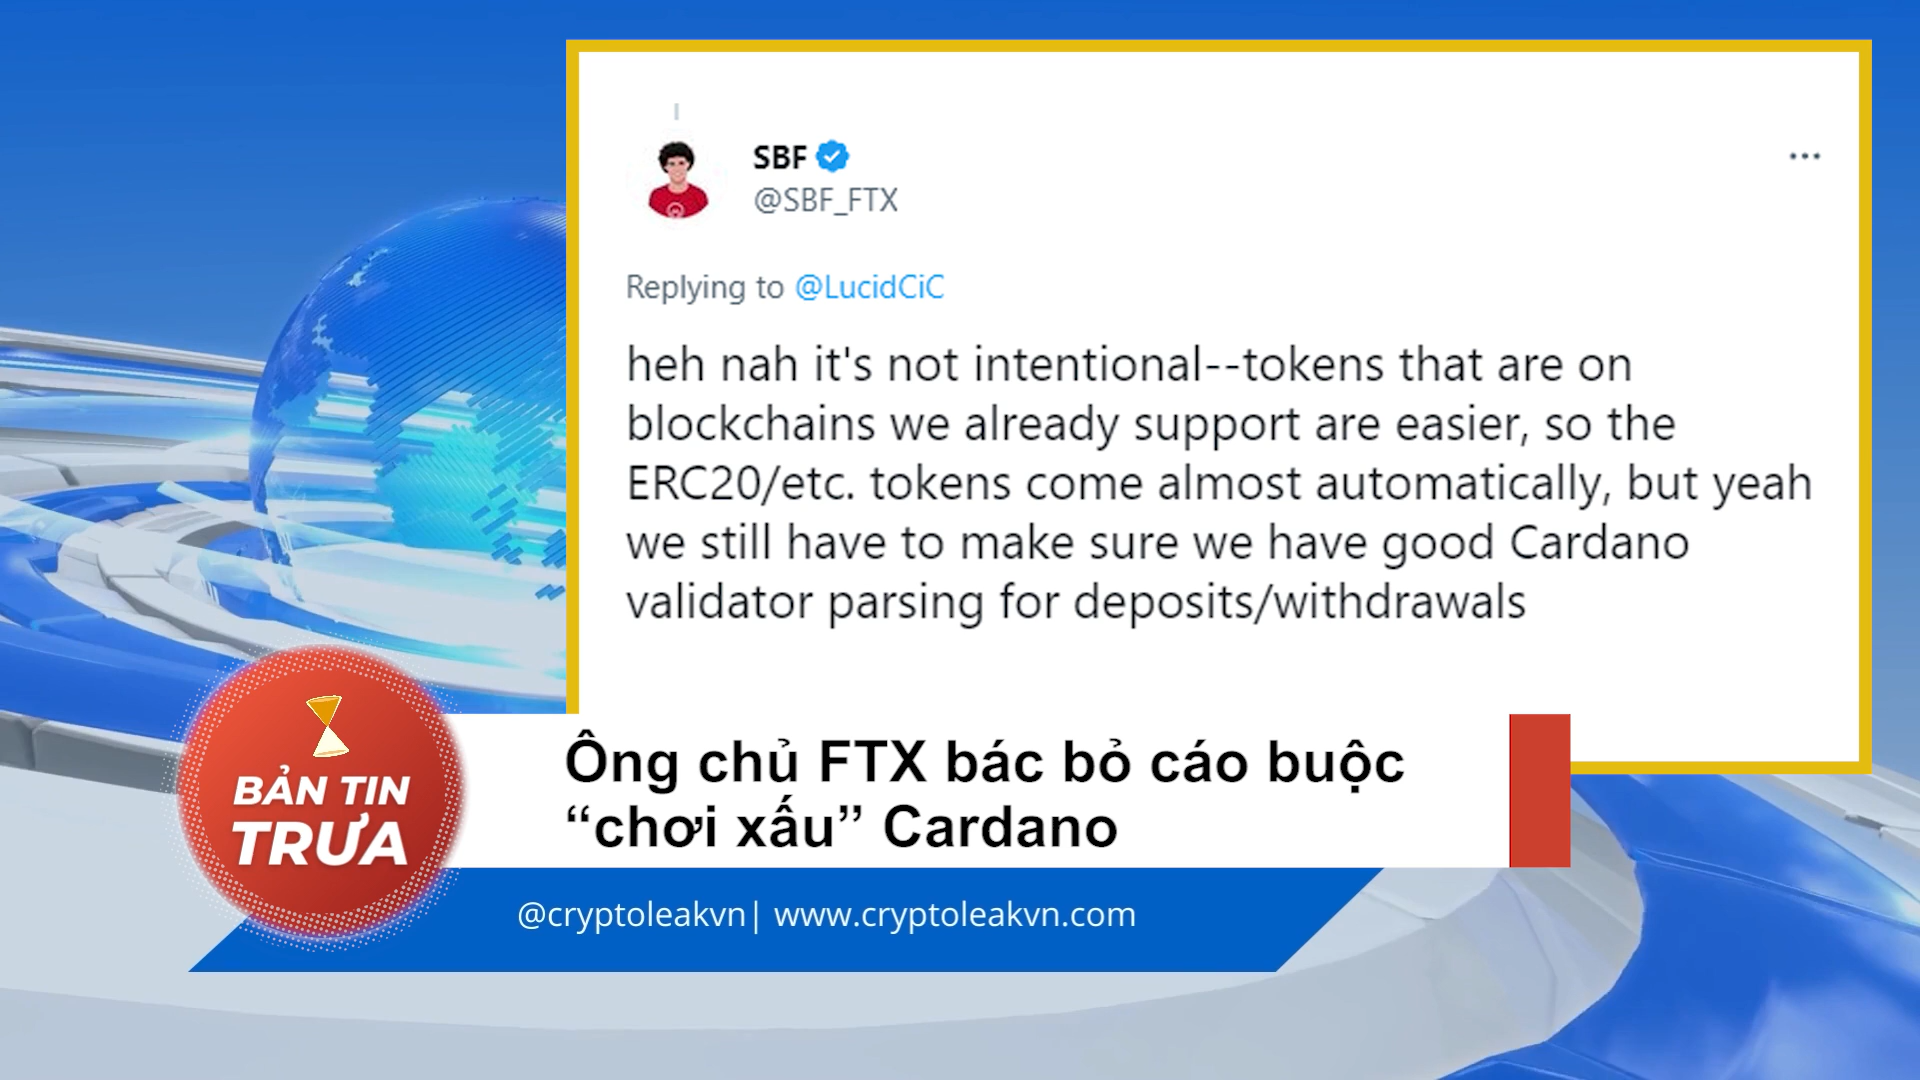 SBF
@SBF_FTX
Replying to @LucidCiC
heh nah it's not intentional--tokens that are on
blockchains we already support are easier, so the
ERC20/etc. tokens come almost automatically, but yeah
we still have to make sure we have good Cardano
validator parsing for deposits/withdrawals
BẢN TIN
TRƯA
Ông chủ FTX bác bỏ cáo buộc
“chơi xấu” Cardano
@cryptoleakvn| www.cryptoleakvn.com